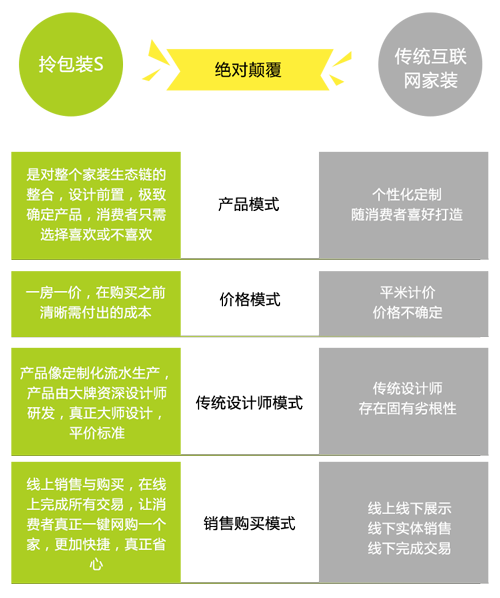 拎包装S
绝对颠覆
传统互联
网家装
是对整个家装生态链的
整合，设计前置，极致
确定产品，消费者只需
选择喜欢或不喜欢
产品模式
个性化定制
随消费者喜好打造
一房一价，在购买之前
清晰需付出的成本
价格模式
平米计价
价格不确定
产品像定制化流水生产，
产品由大牌资深设计师
研发，真正大师设计，
平价标准
传统设计师模式
传统设计师
存在固有劣根性
线上销售与购买，在线
上完成所有交易，让消
费者真正一键网购一个
家，更加快捷，真正省
心
销售购买模式
线上线下展示
线下实体销售
线下完成交易